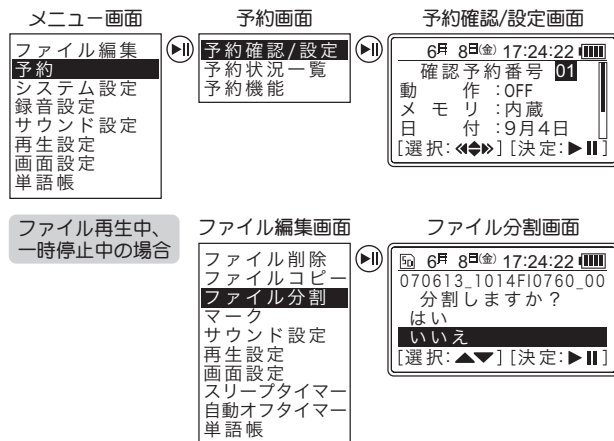 メニュー画面
ファイル編集
予約
システム設定
録音設定
サウンド設定
再生設定
画面設定
単語帳
予約画面
予約確認/設定
予約状況一覧
予約機能
予約確認/設定画面
6月 8日(金) 17:24:22
確認予約番号 01
動作:OFF
メモリ:内蔵
日付:9月4日
[選択:] [決定:▶II]
ファイル再生中、
一時停止中の場合
ファイル編集画面
ファイル削除
ファイルコピー
ファイル分割
マーク
サウンド設定
再生設定
画面設定
スリープタイマー
自動オフタイマー
単語帳
ファイル分割画面
SD 6月 8日(金) 17:24:22
070613_1014FI0760_00
分割しますか?
はい
いいえ
[選択:▲▼] [決定:▶II]